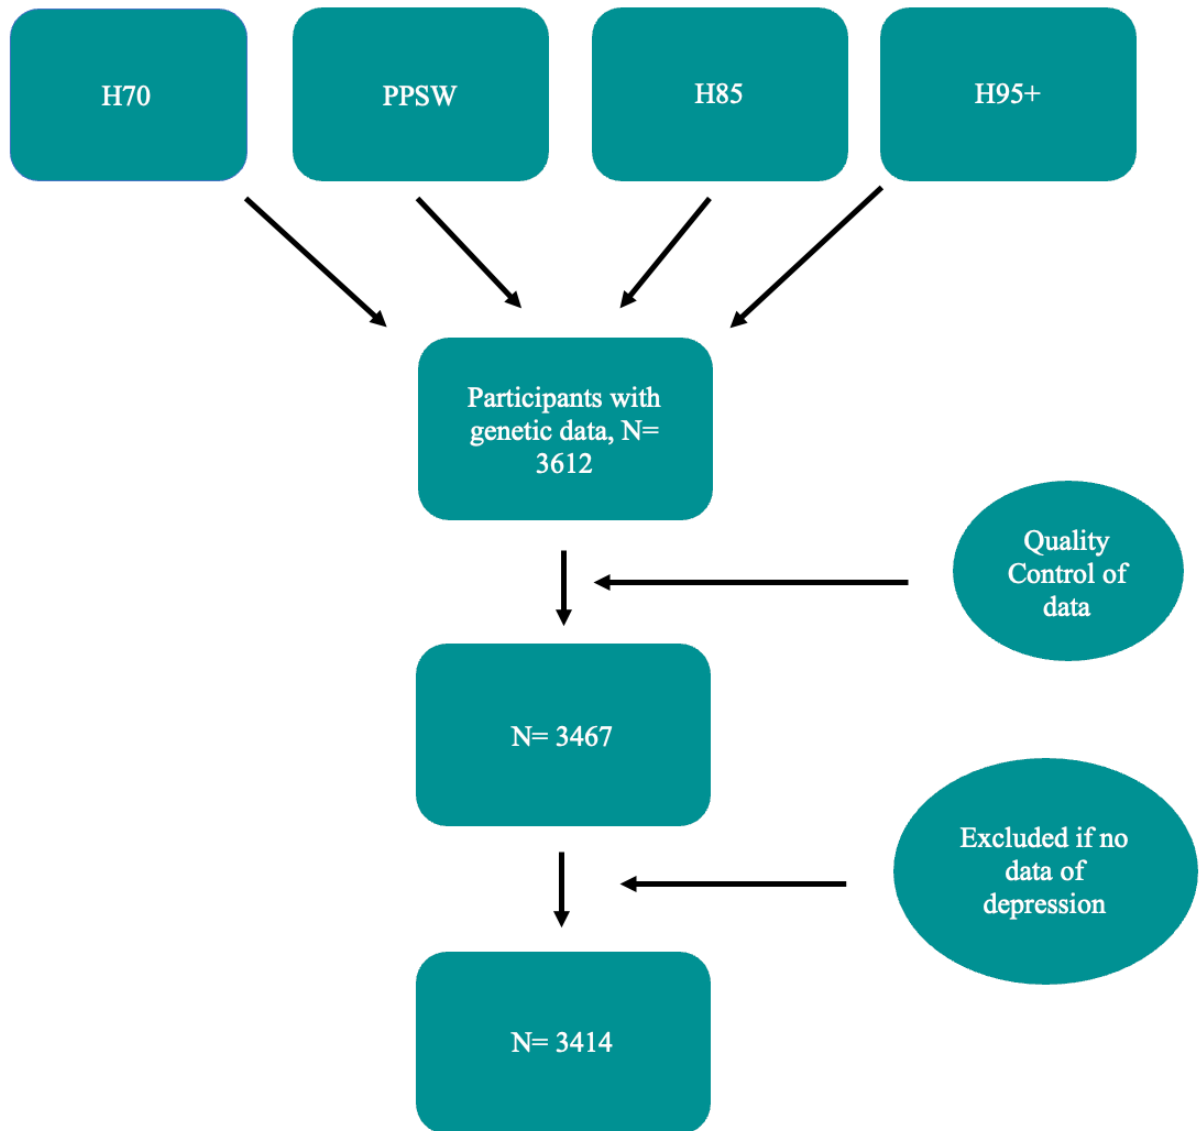 H70
PPSW
H85
H95+
Participants with
genetic data, N=
3612
Quality
Control of
data
N= 3467
Excluded if no
data of
depression
N= 3414